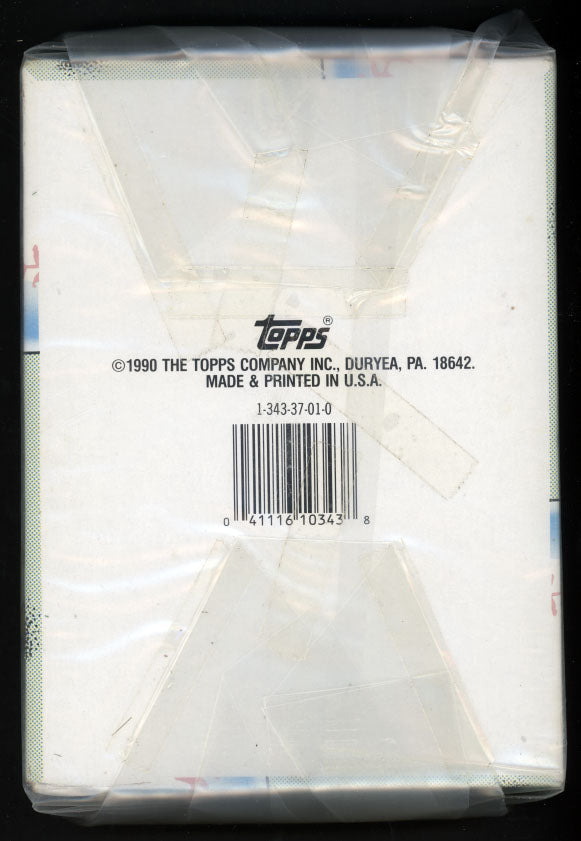 Topps®
©1990 THE TOPPS COMPANY INC., DURYEA, PA. 18642.
MADE & PRINTED IN U.S.A.
1-343-37-01-0
0 41116 10343 8